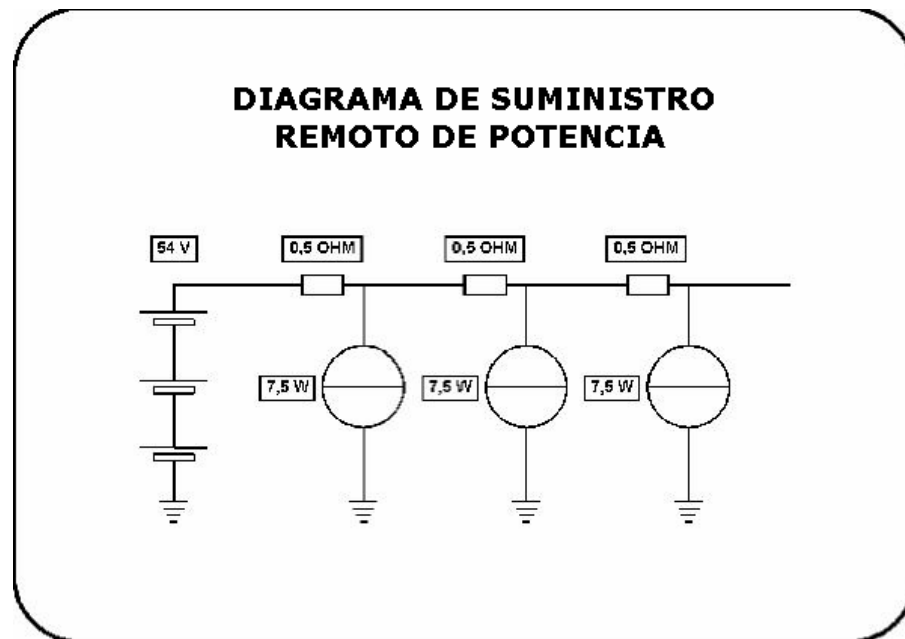 DIAGRAMA DE SUMINISTRO
REMOTO DE POTENCIA
54 V
0,5 OHM
0,5 OHM
0,5 OHM
7,5 W
7,5 W
7,5 W